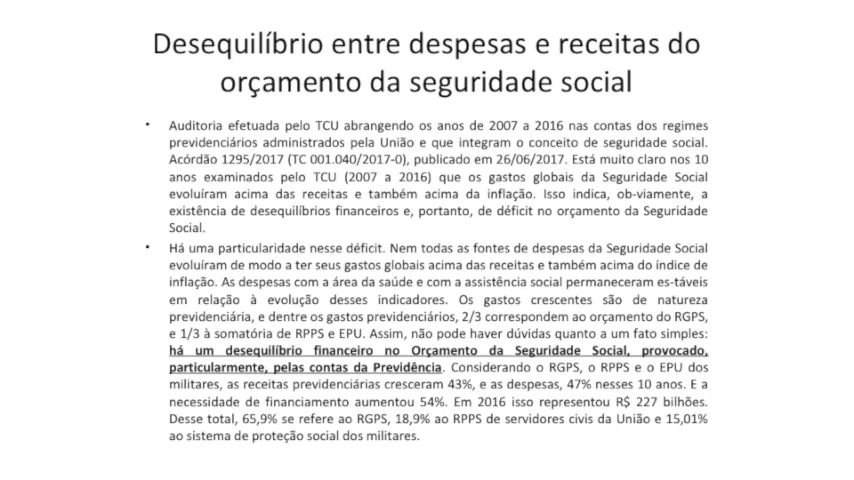 Desequilíbrio entre despesas e receitas do
orçamento da seguridade social
• Auditoria efetuada pelo TCU abrangendo os anos de 2007 a 2016 nas contas dos regimes
previdenciários administrados pela União e que integram o conceito de seguridade social.
Acórdão 1295/2017 (TC 001.040/2017-0), publicado em 26/06/2017. Está muito claro nos 10
anos examinados pelo TCU (2007 a 2016) que os gastos globais da Seguridade Social
evoluíram acima das receitas e também acima da inflação. Isso indica, ob-viamente, a
existência de desequilíbrios financeiros e, portanto, de déficit no orçamento da Seguridade
Social.
• Há uma particularidade nesse déficit. Nem todas as fontes de despesas da Seguridade Social
evoluíram de modo a ter seus gastos globais acima das receitas e também acima do índice de
inflação. As despesas com a área da saúde e com a assistência social permaneceram es-táveis
em relação à evolução desses indicadores. Os gastos crescentes são de natureza
previdenciária, e dentre os gastos previdenciários, 2/3 correspondem ao orçamento do RGPS,
e 1/3 à somatória de RPPS e EPU. Assim, não pode haver dúvidas quanto a um fato simples:
há um desequilíbrio financeiro no Orçamento da Seguridade Social, provocado,
particularmente, pelas contas da Previdência. Considerando o RGPS, o RPPS e o EPU dos
militares, as receitas previdenciárias cresceram 43%, e as despesas, 47% nesses 10 anos. E a
necessidade de financiamento aumentou 54%. Em 2016 isso representou R$ 227 bilhões.
Desse total, 65,9% se refere ao RGPS, 18,9% ao RPPS de servidores civis da União e 15,01%
ao sistema de proteção social dos militares.